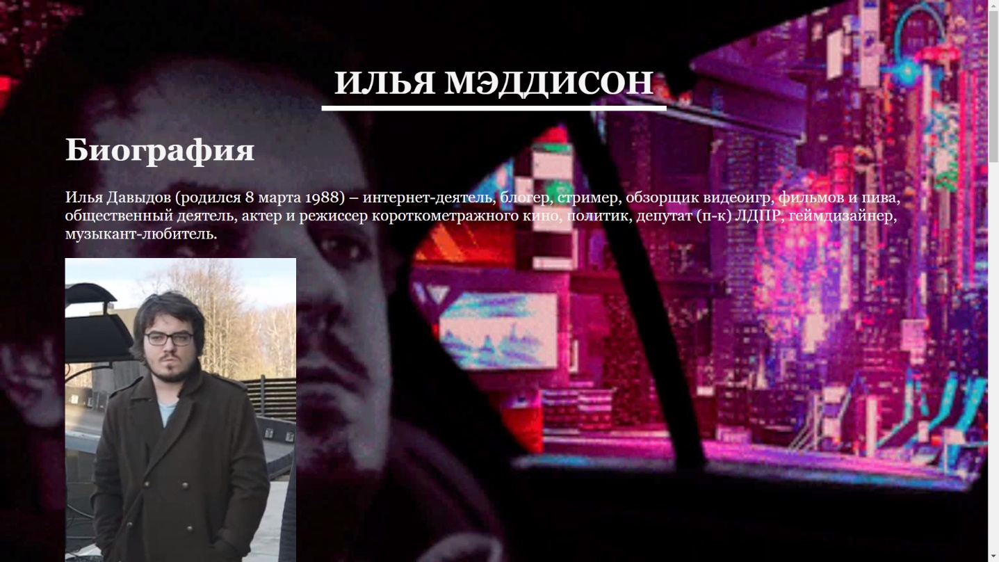 ИЛЬЯ МЭДДИСОН
Биография
Илья Давыдов (родился 8 марта 1988) – интернет-деятель, блогер, стример, обзорщик видеоигр, фильмов и пива,
общественный деятель, актер и режиссер короткометражного кино, политик, депутат (п-к) ЛДПР, геймдизайнер,
музыкант-любитель.